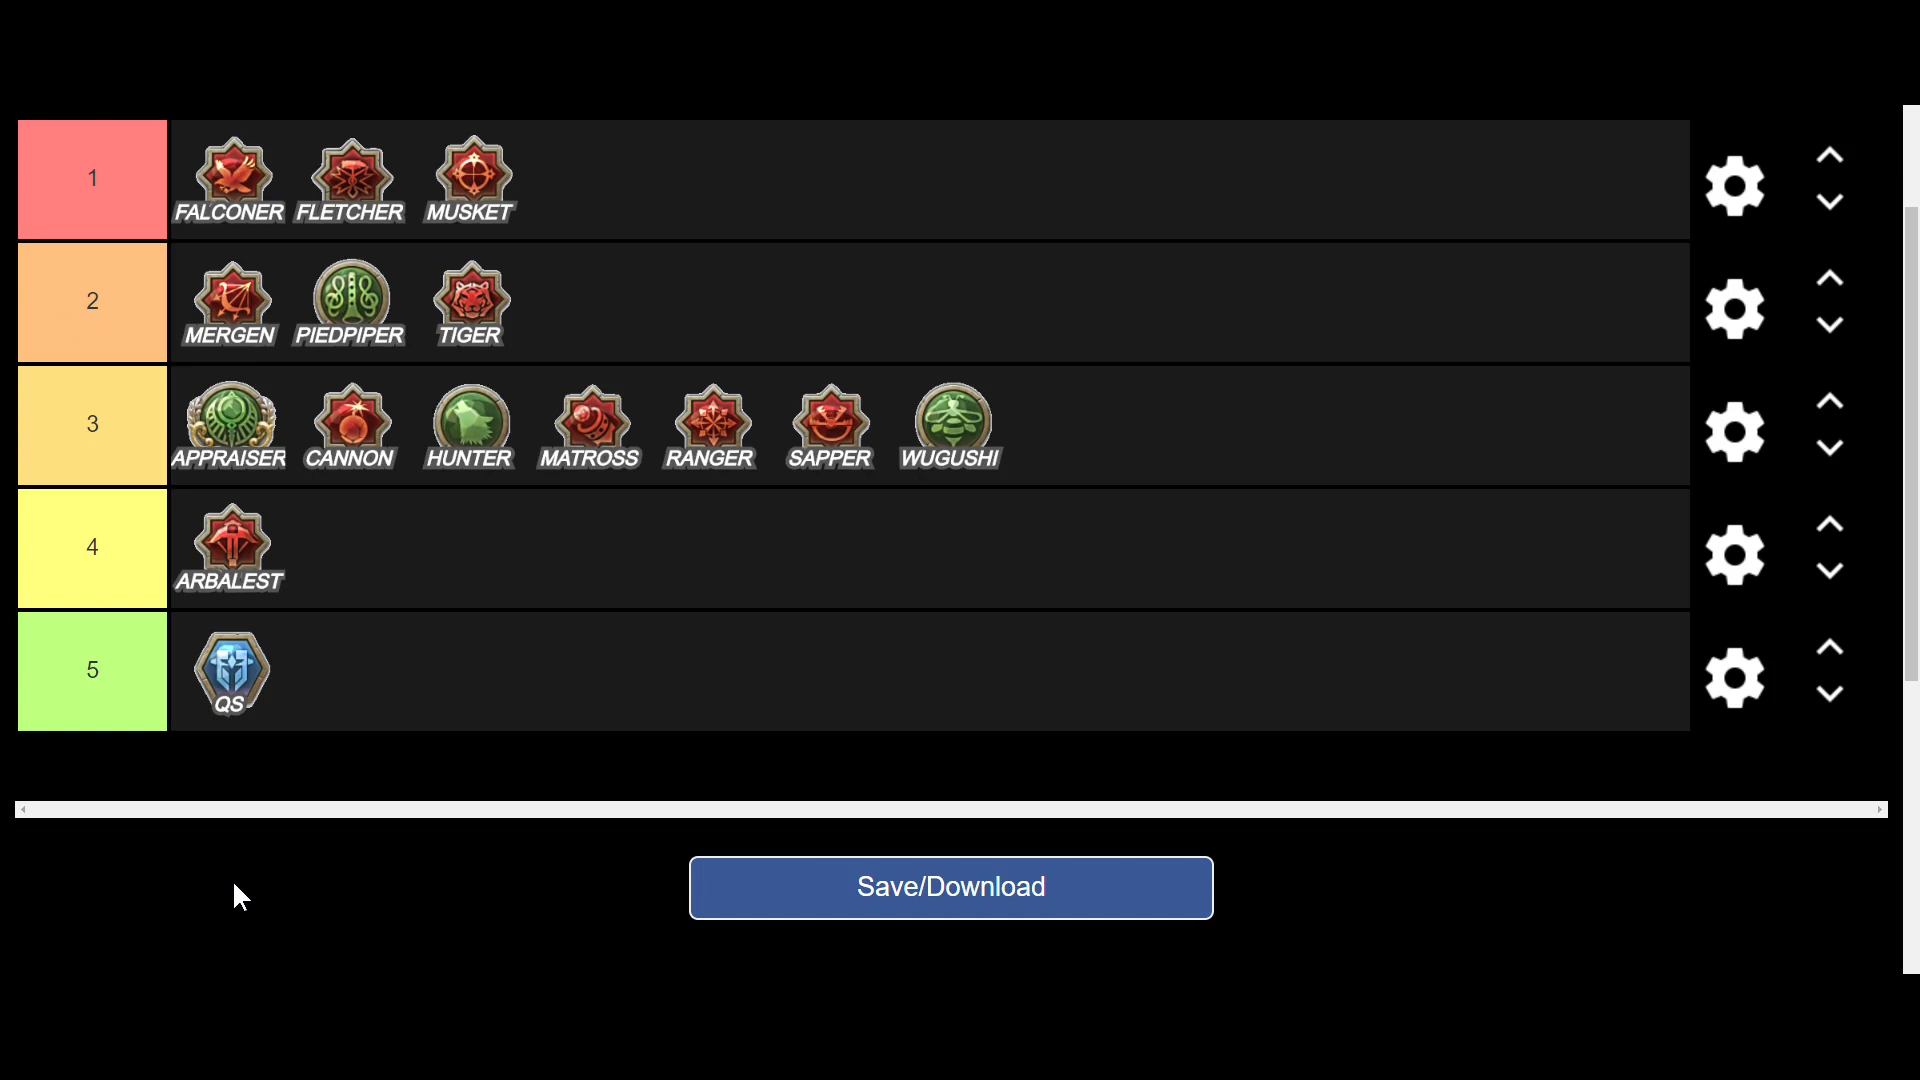 1
FALCONER FLETCHER MUSKET
2
MERGEN PIEDPIPER TIGER
3
APPRAISER CANNON HUNTER MATROSS RANGER SAPPER WUGUSHI
4
ARBALEST
5
QS
Save/Download